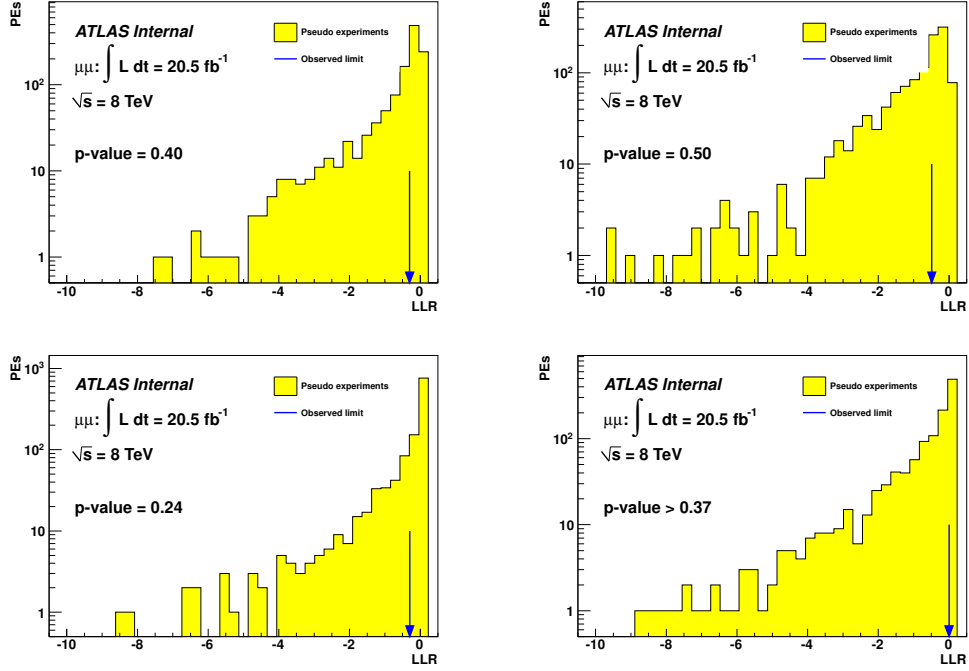 PEs
ATLAS Internal
μμ: ∫ L dt = 20.5 fb⁻¹
√s = 8 TeV
p-value = 0.40
Pseudo experiments
Observed limit
10²
10
1
-10 -8 -6 -4 -2 0
LLR
PEs
ATLAS Internal
μμ: ∫ L dt = 20.5 fb⁻¹
√s = 8 TeV
p-value = 0.50
Pseudo experiments
Observed limit
10²
10
1
-10 -8 -6 -4 -2 0
LLR
PEs
ATLAS Internal
μμ: ∫ L dt = 20.5 fb⁻¹
√s = 8 TeV
p-value = 0.24
Pseudo experiments
Observed limit
10³
10²
10
1
-10 -8 -6 -4 -2 0
LLR
PEs
ATLAS Internal
μμ: ∫ L dt = 20.5 fb⁻¹
√s = 8 TeV
p-value > 0.37
Pseudo experiments
Observed limit
10²
10
1
-10 -8 -6 -4 -2 0
LLR